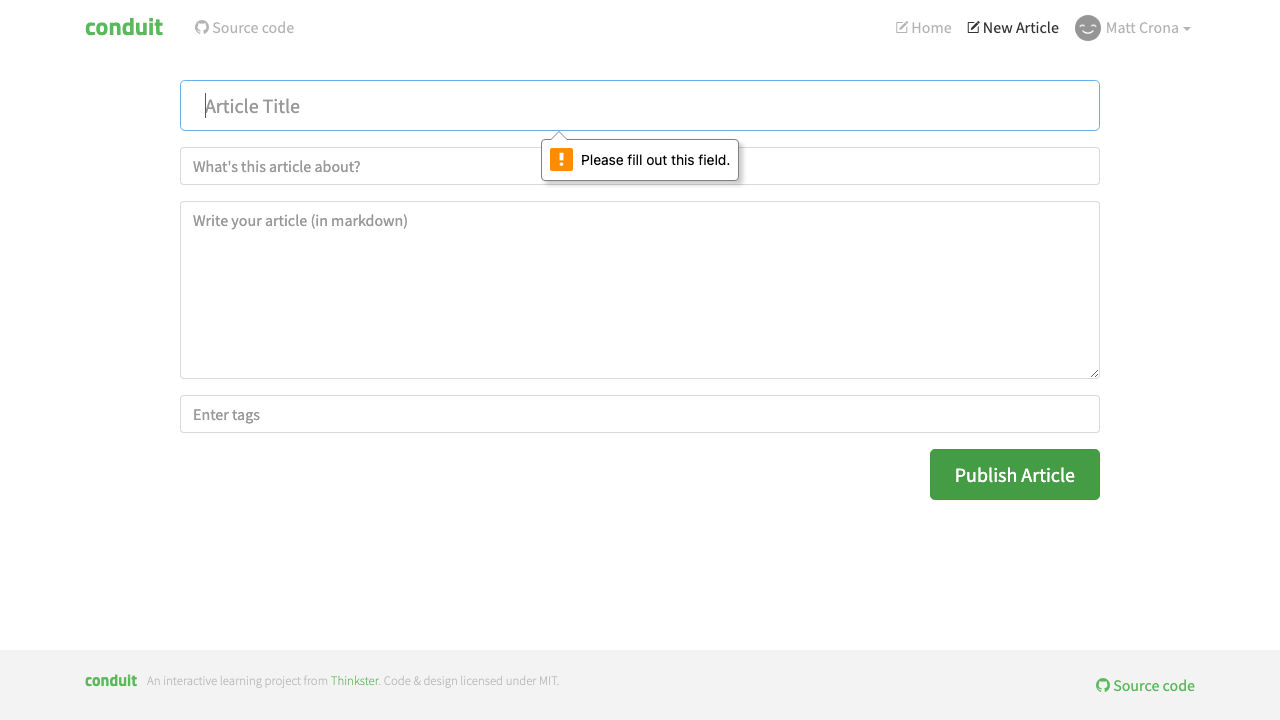 conduit
Source code
Home
New Article
Matt Crona
Article Title
Please fill out this field.
What's this article about?
Write your article (in markdown)
Enter tags
Publish Article
conduit
An interactive learning project from Thinkster. Code & design licensed under MIT.
Source code